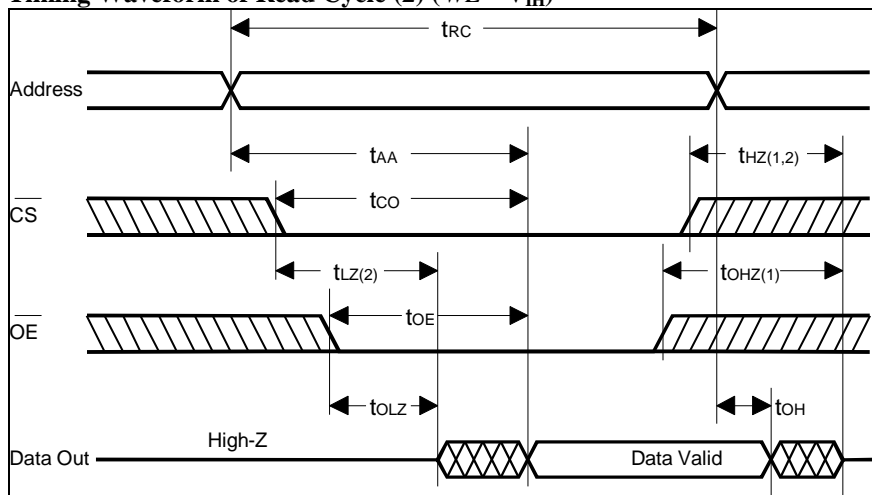 Timing Waveform of Read Cycle (2) (WE = VIH)
tRC
Address
tAA
tHZ(1,2)
CS
tCO
tLZ(2)
tOHZ(1)
OE
tOE
tOLZ
tOH
High-Z
Data Out
Data Valid